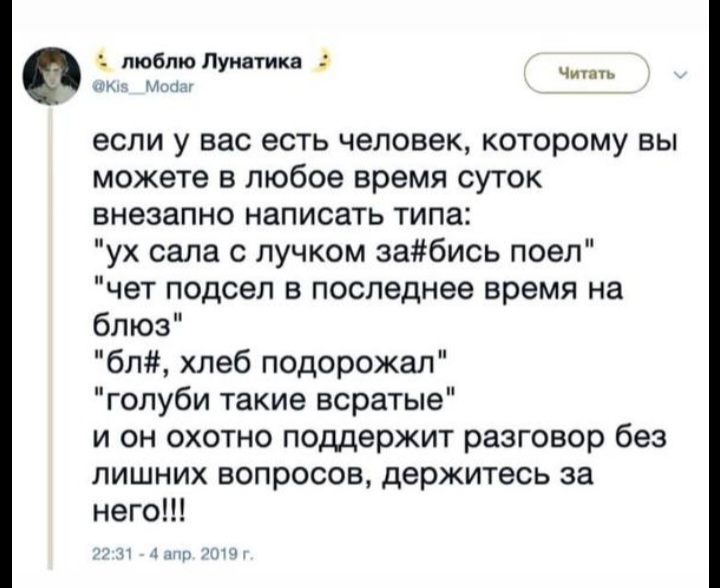 люблю Лунатика
@Kis__Modar
Читать
если у вас есть человек, которому вы
можете в любое время суток
внезапно написать типа:
"ух сала с лучком за#бись поел"
"чет подсел в последнее время на
блюз"
"бл#, хлеб подорожал"
"голуби такие всратые"
и он охотно поддержит разговор без
лишних вопросов, держитесь за
него!!!
22:31 - 4 апр. 2019 г.